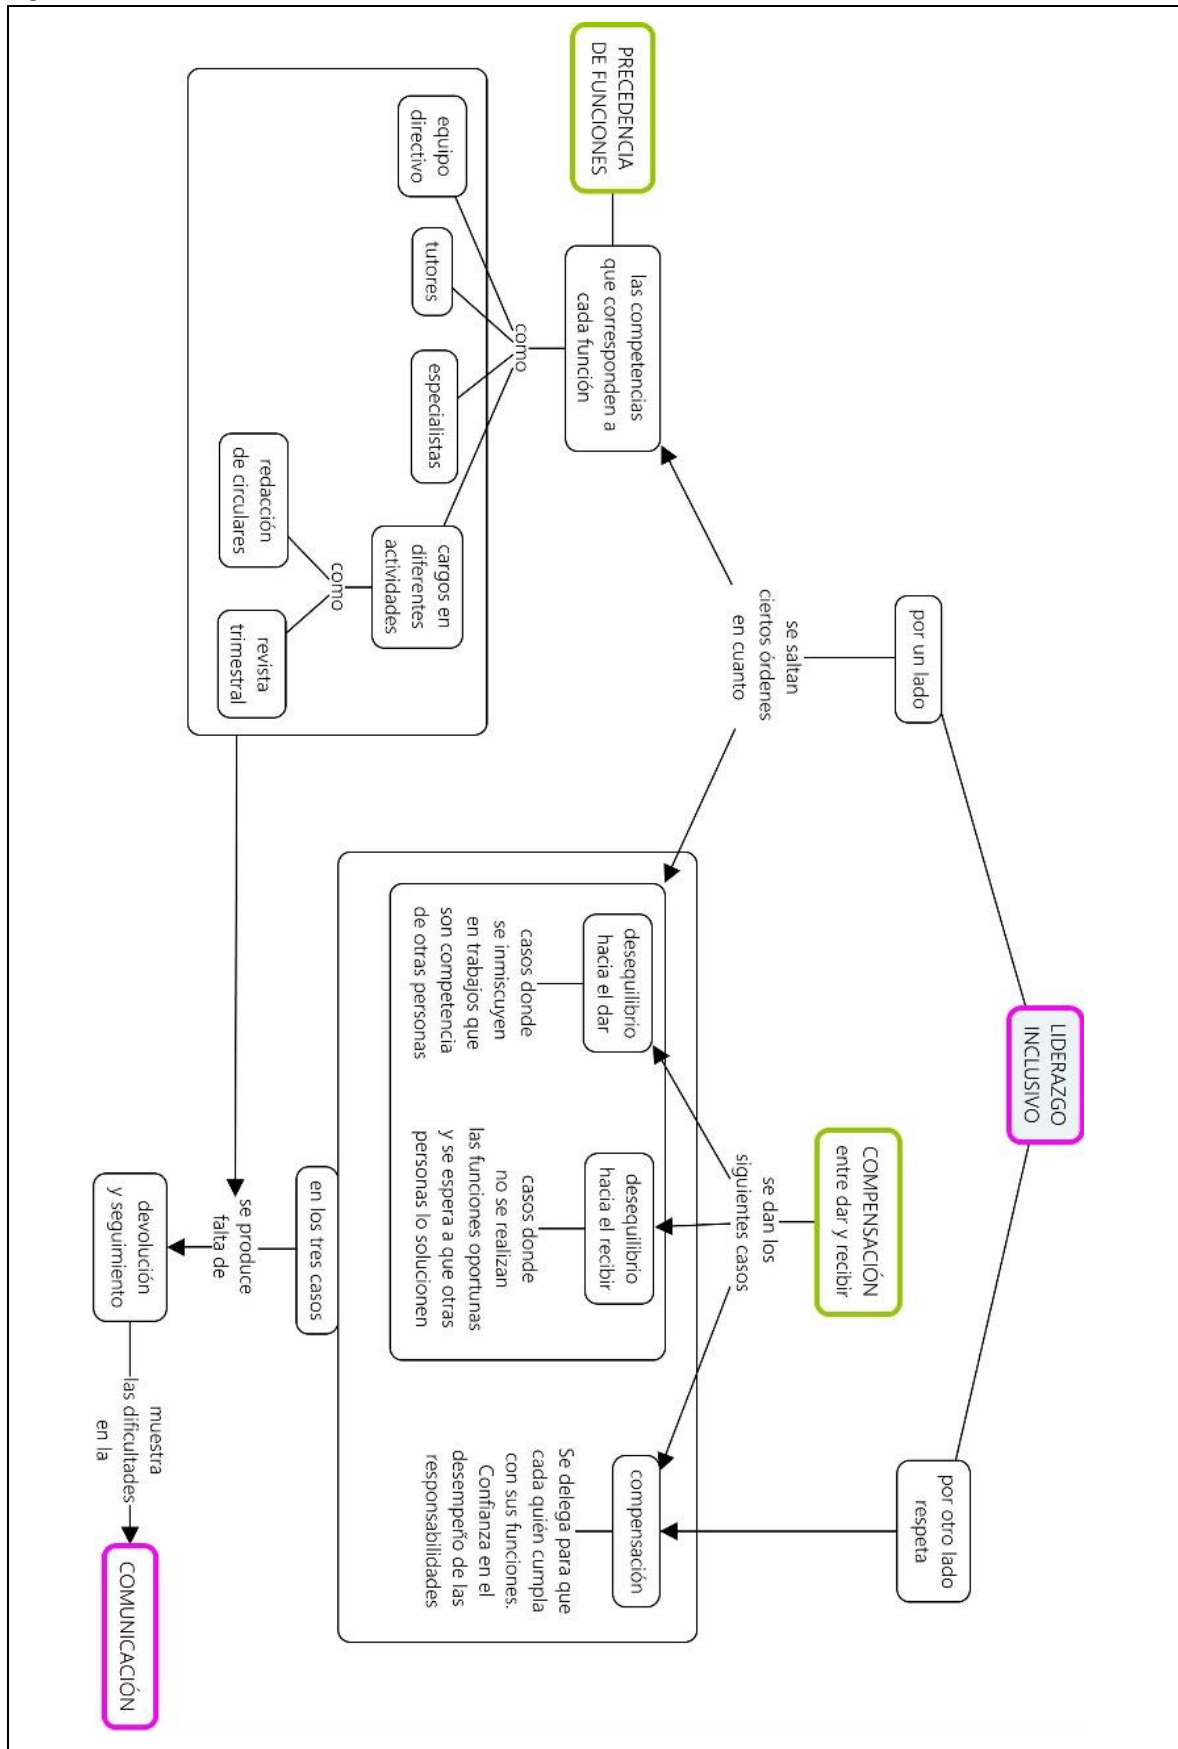 LIDERAZGO
INCLUSIVO
por un lado
por otro lado
respeta
COMPENSACIÓN
entre dar y recibir
se saltan
ciertos órdenes
en cuanto
se dan los
siguientes casos
PRECEDENCIA
DE FUNCIONES
las competencias
que corresponden a
cada función
como
equipo
directivo
tutores
especialistas
cargos en
diferentes
actividades
como
redacción
de circulares
revista
trimestral
desequilibrio
hacia el dar
casos donde
se inmiscuyen
en trabajos que
son competencia
de otras personas
desequilibrio
hacia el recibir
casos donde
no se realizan
las funciones oportunas
y se espera a que otras
personas lo solucionen
compensación
Se delega para que
cada quién cumpla
con sus funciones.
Confianza en el
desempeño de las
responsabilidades
en los tres casos
se produce
falta de
devolución
y seguimiento
muestra
las dificultades
en la
COMUNICACIÓN